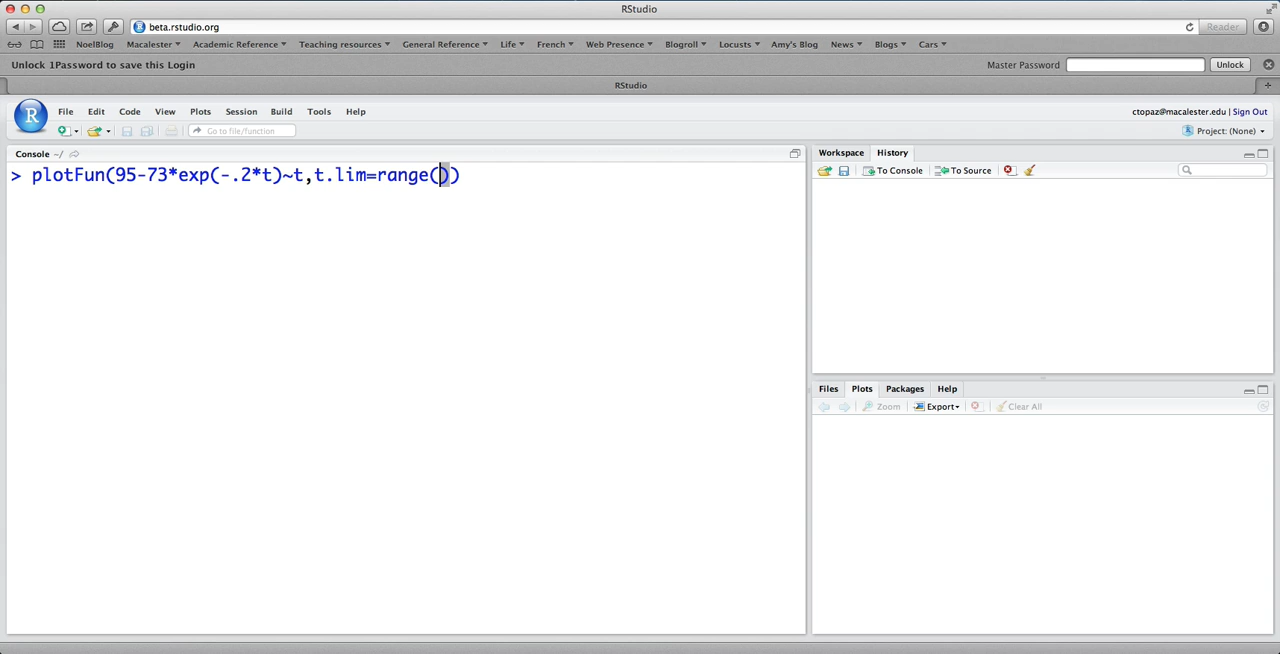 RStudio
beta.rstudio.org
Reader
NoelBlog Macalester Academic Reference Teaching resources General Reference Life French Web Presence Blogroll Locusts Amy's Blog News Blogs Cars
Unlock 1Password to save this Login Master Password Unlock
RStudio
R File Edit Code View Plots Session Build Tools Help ctopaz@macalester.edu | Sign Out
Go to file/function Project: (None)
Console ~/ Workspace History
> plotFun(95-73*exp(-.2*t)~t,t.lim=range())
To Console To Source
Files Plots Packages Help
Zoom Export Clear All